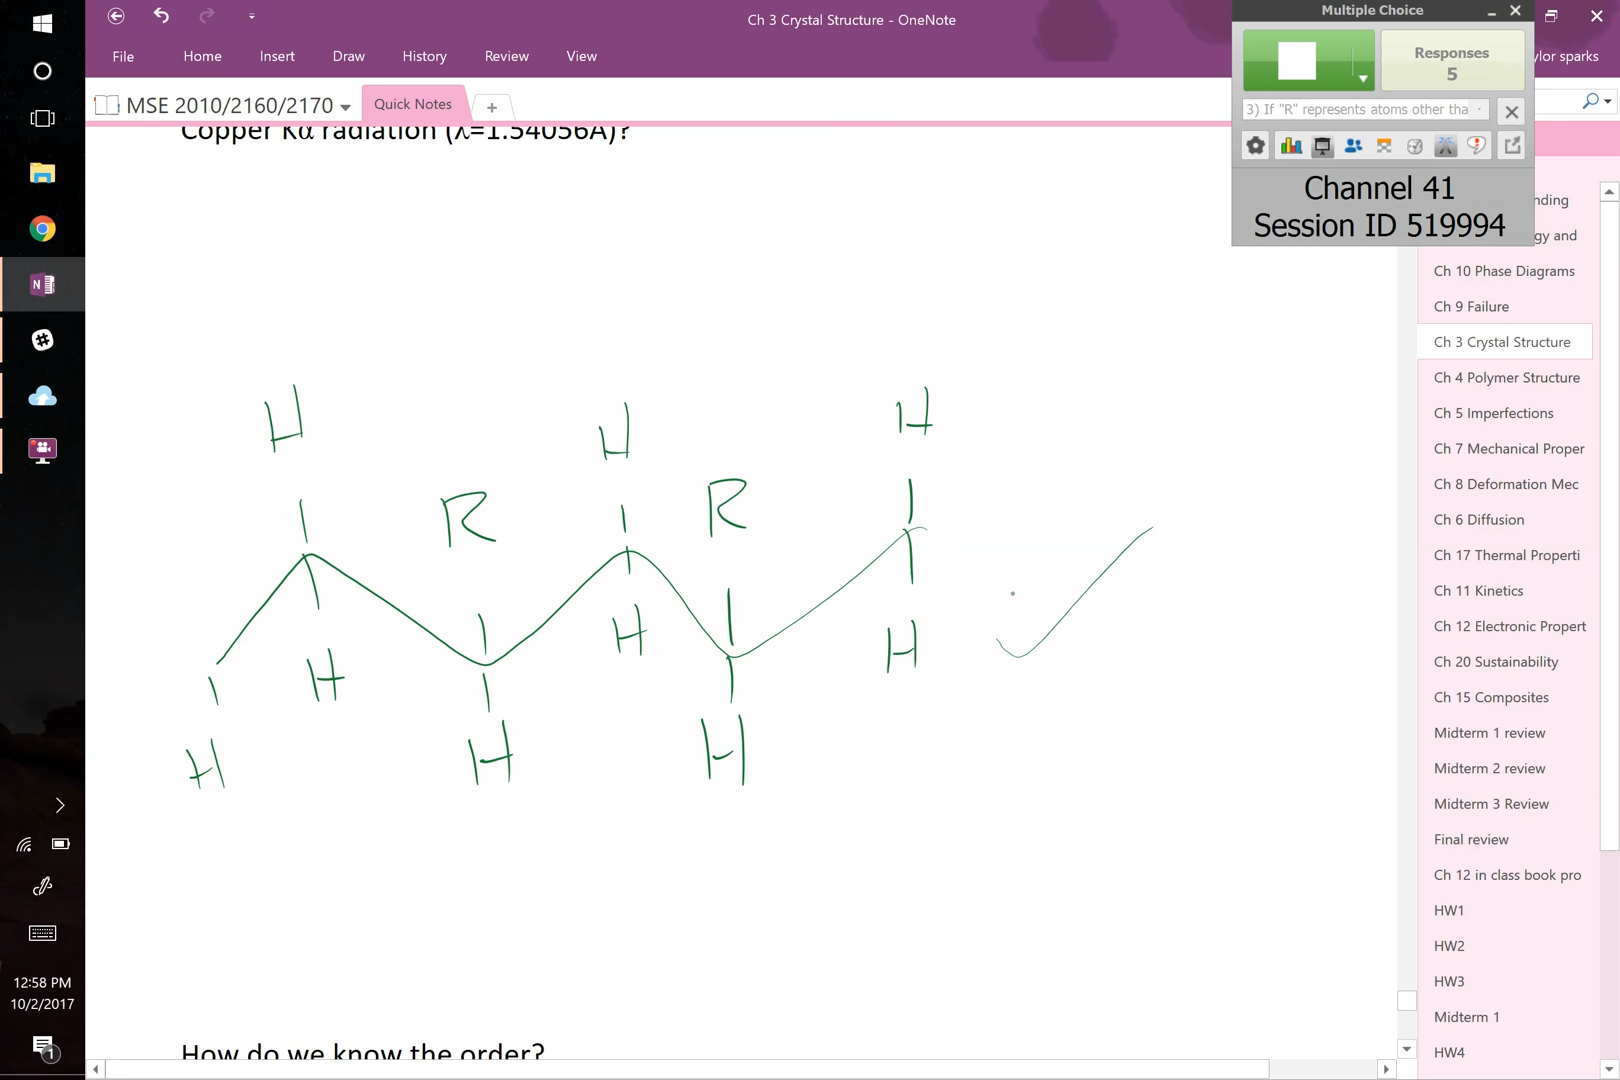 Ch 3 Crystal Structure - OneNote
Multiple Choice
File Home Insert Draw History Review View
Responses
5
ylor sparks
MSE 2010/2160/2170
Quick Notes
3) If "R" represents atoms other tha
Channel 41
Session ID 519994
Copper Kα radiation (λ=1.54056A)?
H H H
R R
H H H
H H H
How do we know the order?
nding
gy and
Ch 10 Phase Diagrams
Ch 9 Failure
Ch 3 Crystal Structure
Ch 4 Polymer Structure
Ch 5 Imperfections
Ch 7 Mechanical Proper
Ch 8 Deformation Mec
Ch 6 Diffusion
Ch 17 Thermal Properti
Ch 11 Kinetics
Ch 12 Electronic Propert
Ch 20 Sustainability
Ch 15 Composites
Midterm 1 review
Midterm 2 review
Midterm 3 Review
Final review
Ch 12 in class book pro
HW1
HW2
HW3
Midterm 1
HW4
12:58 PM
10/2/2017
1